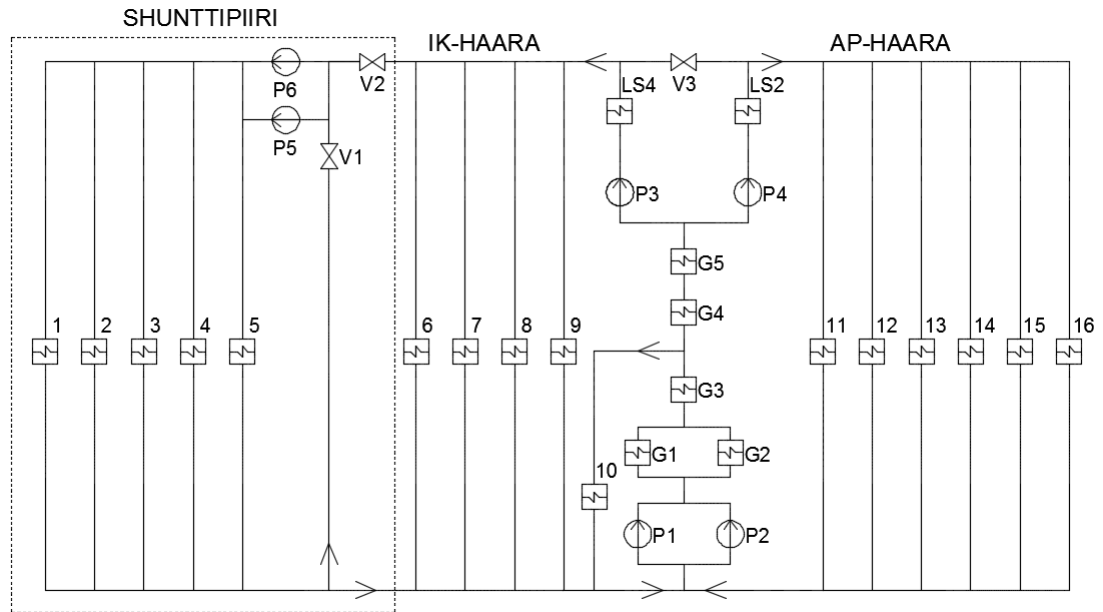 SHUNTTIPIIRI
IK-HAARA
AP-HAARA
P6
V2
LS4
V3
LS2
P5
V1
P3
P4
G5
G4
1
2
3
4
5
6
7
8
9
11
12
13
14
15
16
G3
G1
G2
10
P1
P2